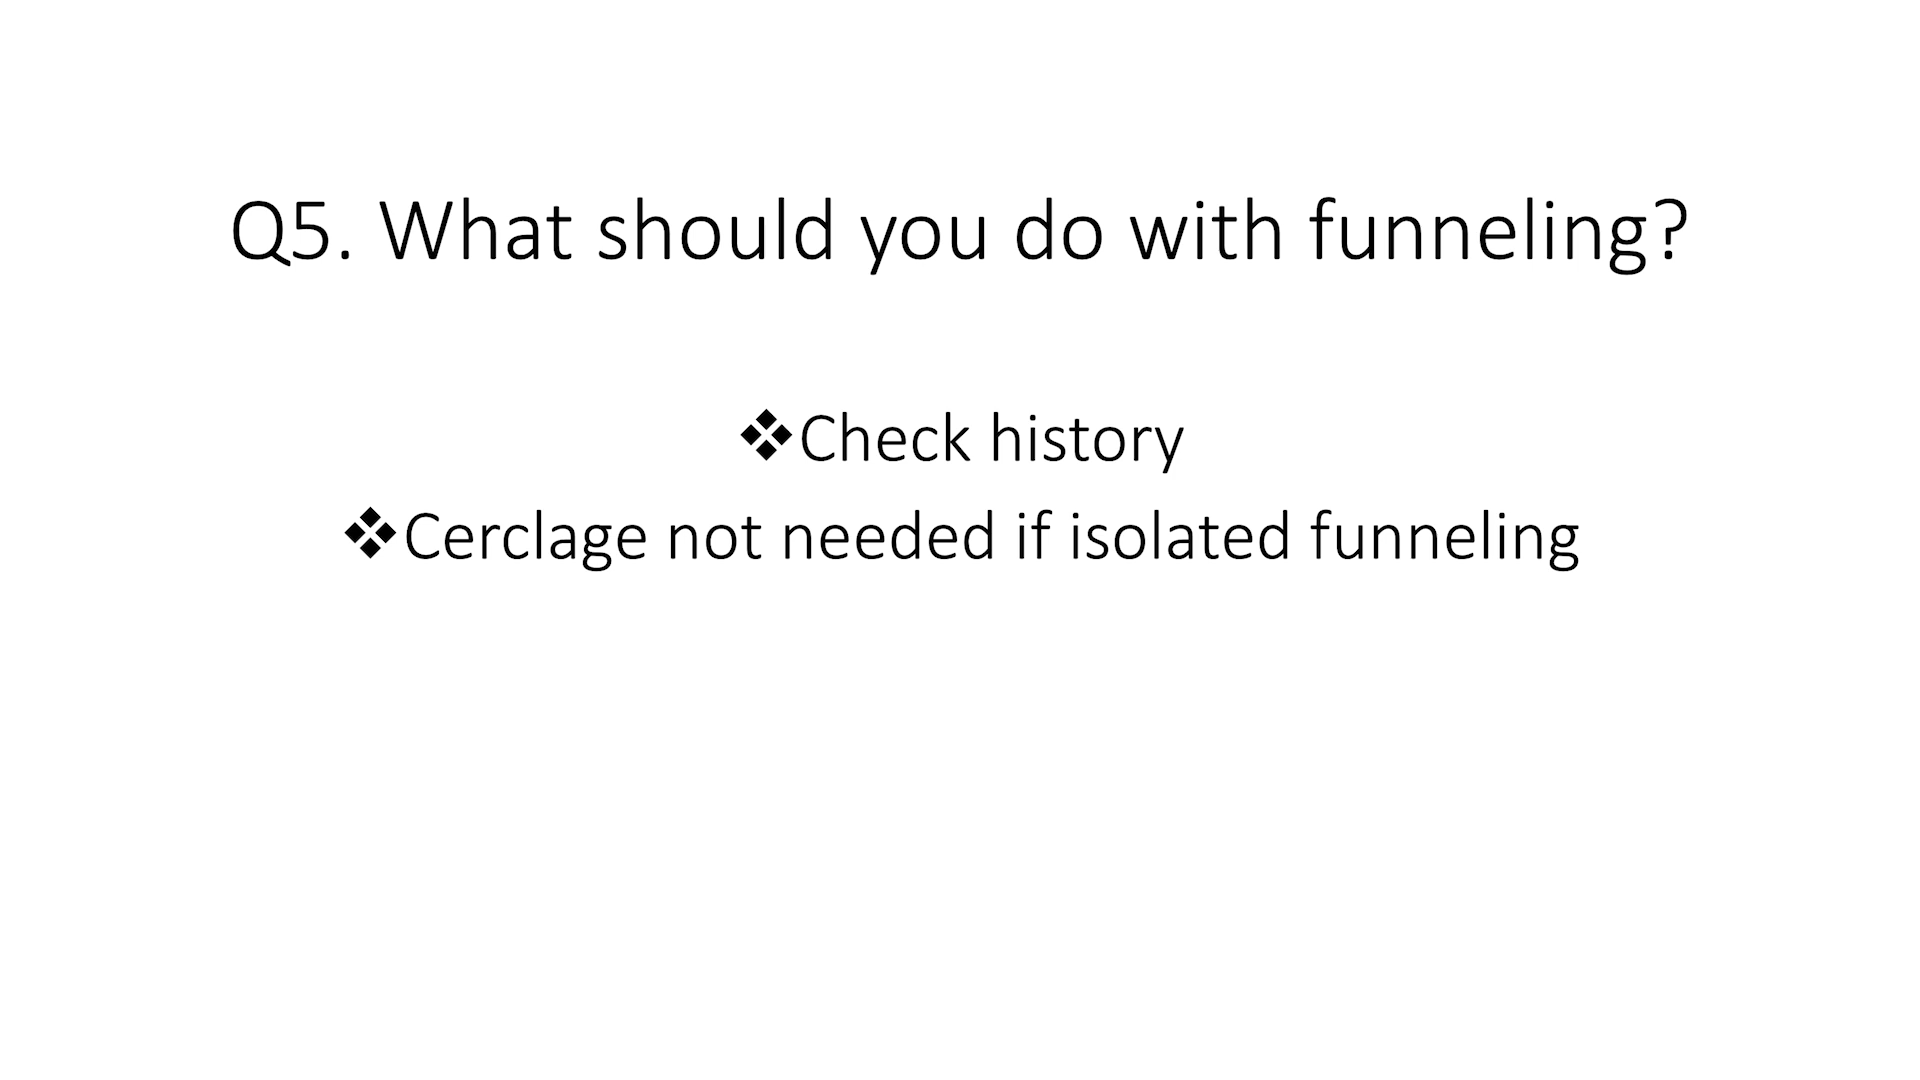 Q5. What should you do with funneling?
❖Check history
❖Cerclage not needed if isolated funneling